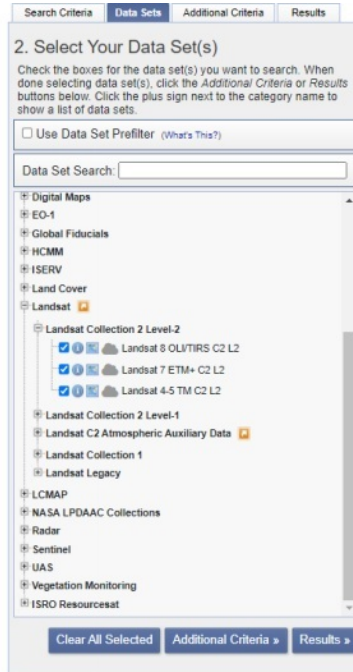 Search Criteria Data Sets Additional Criteria Results
2. Select Your Data Set(s)
Check the boxes for the data set(s) you want to search. When
done selecting data set(s), click the Additional Criteria or Results
buttons below. Click the plus sign next to the category name to
show a list of data sets.
Use Data Set Prefilter (What's This?)
Data Set Search:
Digital Maps
EO-1
Global Fiducials
HCMM
ISERV
Land Cover
Landsat
Landsat Collection 2 Level-2
Landsat 8 OLI/TIRS C2 L2
Landsat 7 ETM+ C2 L2
Landsat 4-5 TM C2 L2
Landsat Collection 2 Level-1
Landsat C2 Atmospheric Auxiliary Data
Landsat Collection 1
Landsat Legacy
LCMAP
NASA LPDAAC Collections
Radar
Sentinel
UAS
Vegetation Monitoring
ISRO Resourcesat
Clear All Selected Additional Criteria » Results »